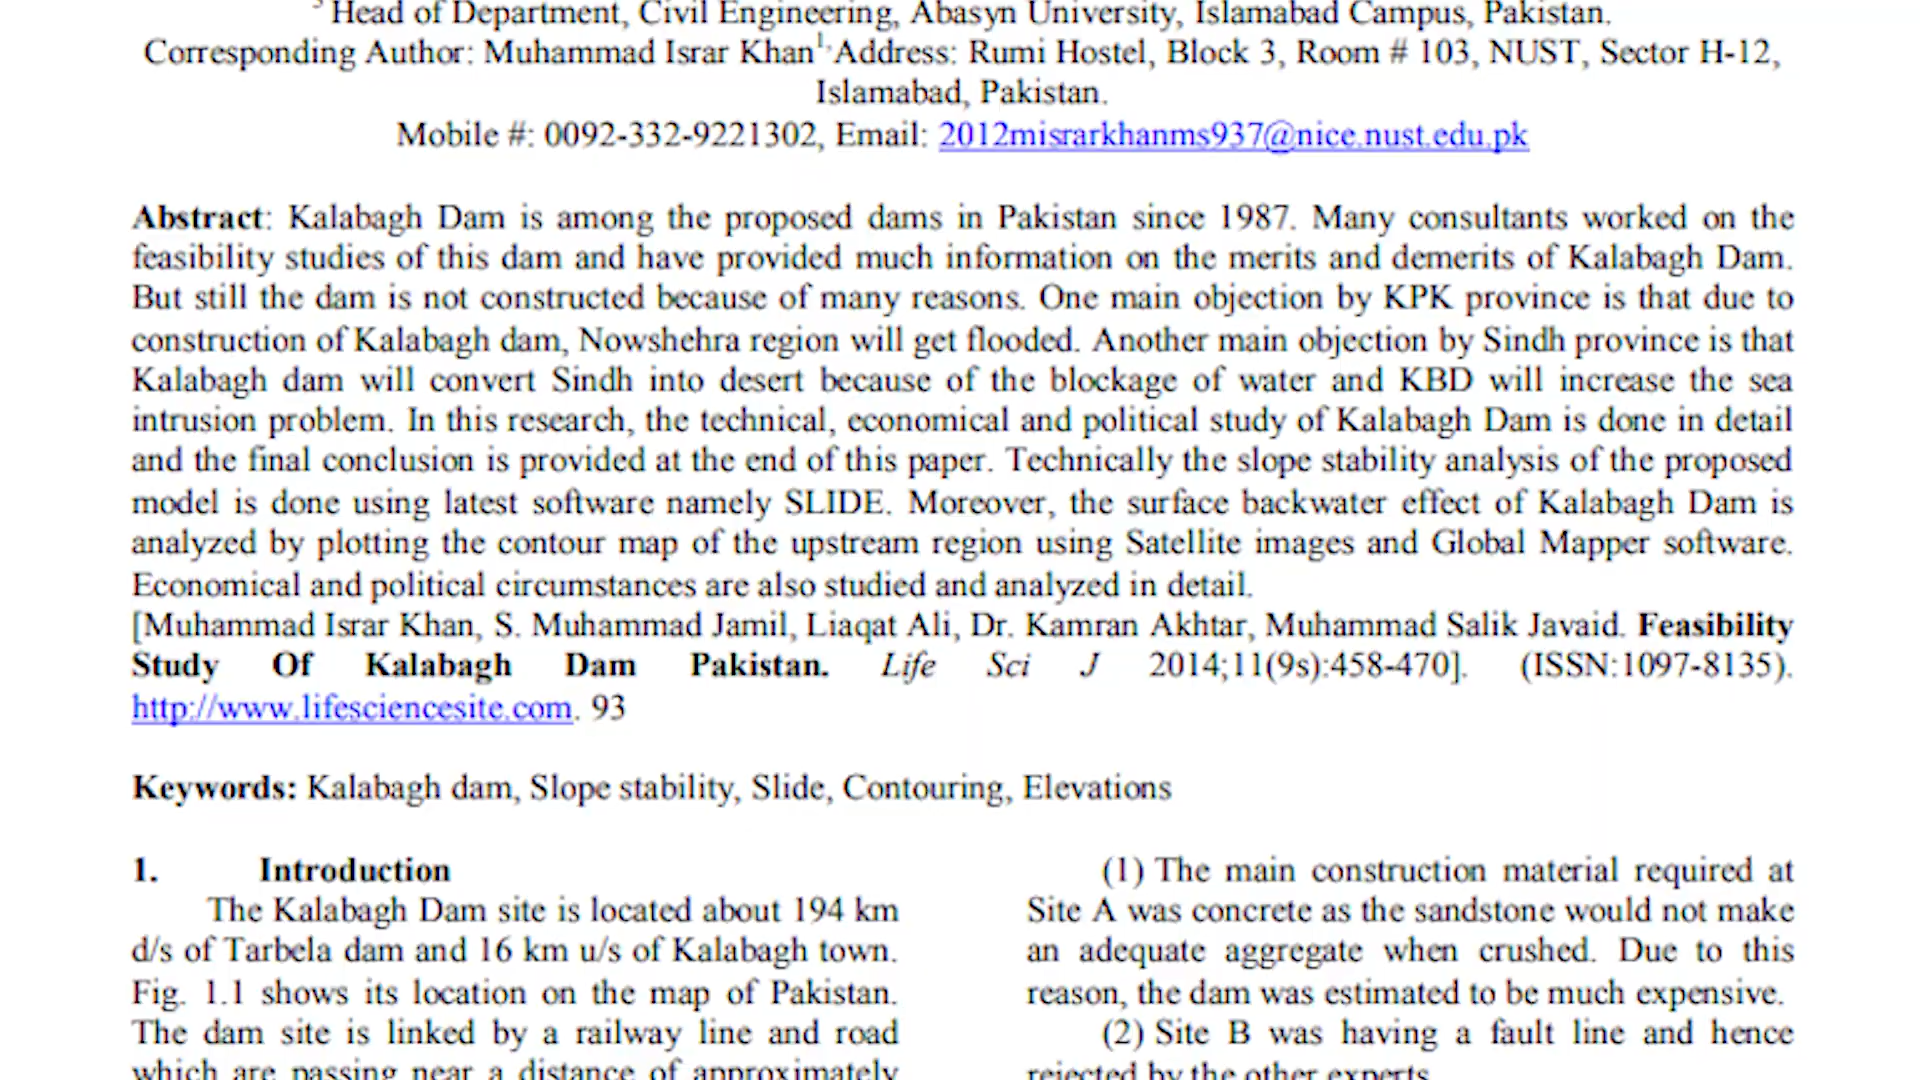 3 Head of Department, Civil Engineering, Abasyn University, Islamabad Campus, Pakistan.
Corresponding Author: Muhammad Israr Khan1, Address: Rumi Hostel, Block 3, Room # 103, NUST, Sector H-12,
Islamabad, Pakistan.
Mobile #: 0092-332-9221302, Email: 2012misrarkhanms937@nice.nust.edu.pk
Abstract: Kalabagh Dam is among the proposed dams in Pakistan since 1987. Many consultants worked on the
feasibility studies of this dam and have provided much information on the merits and demerits of Kalabagh Dam.
But still the dam is not constructed because of many reasons. One main objection by KPK province is that due to
construction of Kalabagh dam, Nowshehra region will get flooded. Another main objection by Sindh province is that
Kalabagh dam will convert Sindh into desert because of the blockage of water and KBD will increase the sea
intrusion problem. In this research, the technical, economical and political study of Kalabagh Dam is done in detail
and the final conclusion is provided at the end of this paper. Technically the slope stability analysis of the proposed
model is done using latest software namely SLIDE. Moreover, the surface backwater effect of Kalabagh Dam is
analyzed by plotting the contour map of the upstream region using Satellite images and Global Mapper software.
Economical and political circumstances are also studied and analyzed in detail.
[Muhammad Israr Khan, S. Muhammad Jamil, Liaqat Ali, Dr. Kamran Akhtar, Muhammad Salik Javaid. Feasibility
Study Of Kalabagh Dam Pakistan. Life Sci J 2014;11(9s):458-470]. (ISSN:1097-8135).
http://www.lifesciencesite.com. 93
Keywords: Kalabagh dam, Slope stability, Slide, Contouring, Elevations
1. Introduction
The Kalabagh Dam site is located about 194 km
d/s of Tarbela dam and 16 km u/s of Kalabagh town.
Fig. 1.1 shows its location on the map of Pakistan.
The dam site is linked by a railway line and road
which are passing near a distance of approximately
(1) The main construction material required at
Site A was concrete as the sandstone would not make
an adequate aggregate when crushed. Due to this
reason, the dam was estimated to be much expensive.
(2) Site B was having a fault line and hence
rejected by the other experts.